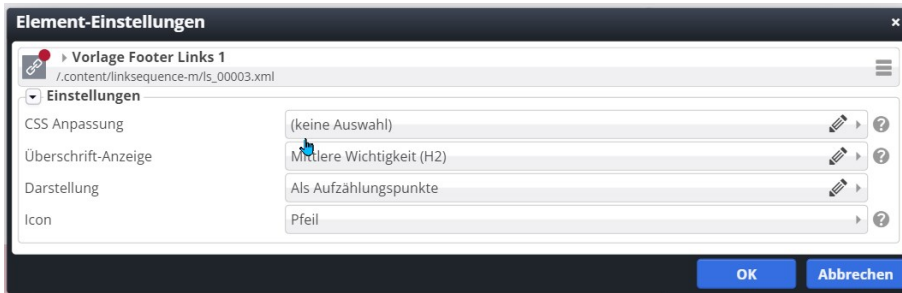 Element-Einstellungen
Vorlage Footer Links 1
/.content/linksequence-m/ls_00003.xml
Einstellungen
CSS Anpassung (keine Auswahl)
Überschrift-Anzeige Mittlere Wichtigkeit (H2)
Darstellung Als Aufzählungspunkte
Icon Pfeil
OK Abbrechen